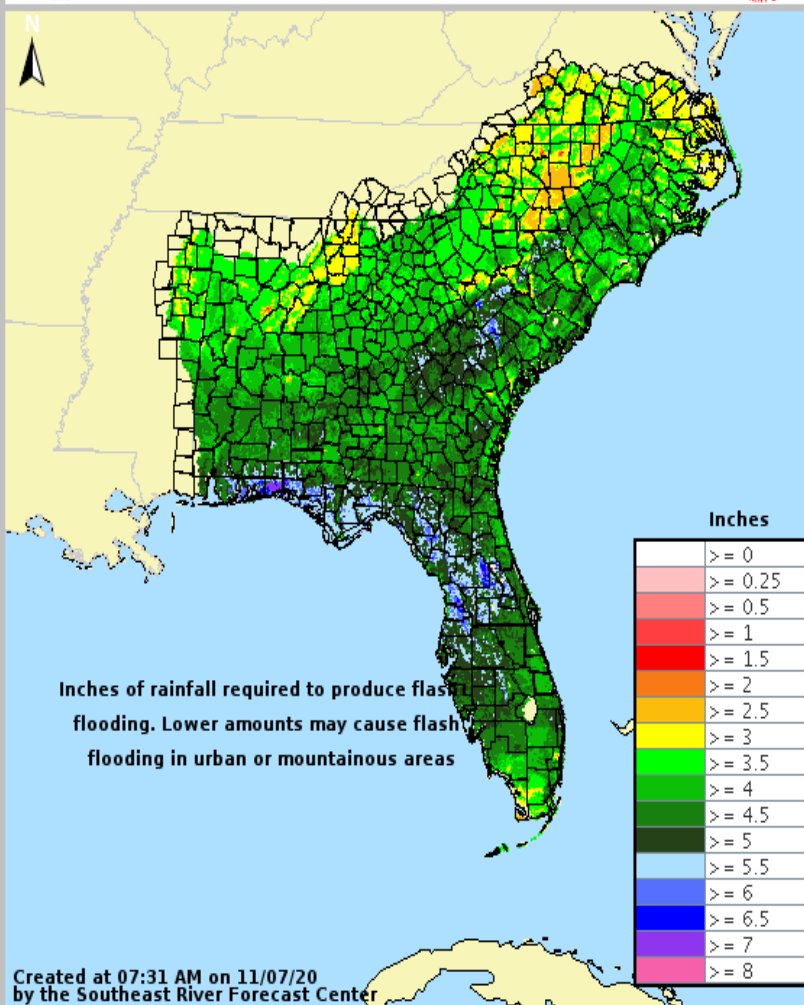 N
Inches
>= 0
>= 0.25
>= 0.5
>= 1
>= 1.5
>= 2
>= 2.5
>= 3
>= 3.5
>= 4
>= 4.5
>= 5
>= 5.5
>= 6
>= 6.5
>= 7
>= 8
Inches of rainfall required to produce flash
flooding. Lower amounts may cause flash
flooding in urban or mountainous areas
Created at 07:31 AM on 11/07/20
by the Southeast River Forecast Center